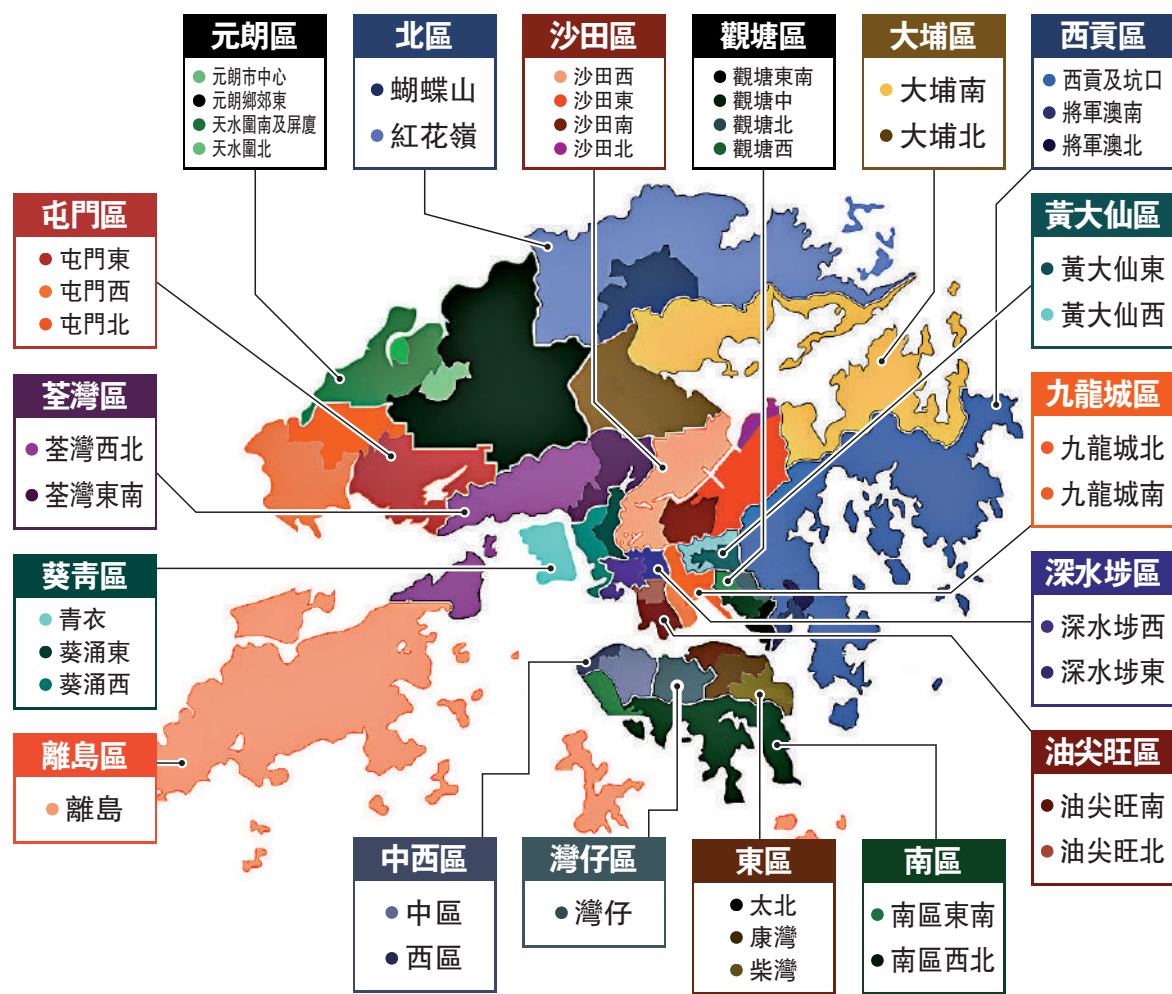 元朗區
元朗市中心
元朗鄉郊東
天水圍南及屏廈
天水圍北
北區
蝴蝶山
紅花嶺
沙田區
沙田西
沙田東
沙田南
沙田北
觀塘區
觀塘東南
觀塘中
觀塘北
觀塘西
大埔區
大埔南
大埔北
西貢區
西貢及坑口
將軍澳南
將軍澳北
屯門區
屯門東
屯門西
屯門北
黃大仙區
黃大仙東
黃大仙西
荃灣區
荃灣西北
荃灣東南
九龍城區
九龍城北
九龍城南
葵青區
青衣
葵涌東
葵涌西
深水埗區
深水埗西
深水埗東
離島區
離島
油尖旺區
油尖旺南
油尖旺北
中西區
中區
西區
灣仔區
灣仔
東區
太北
康灣
柴灣
南區
南區東南
南區西北